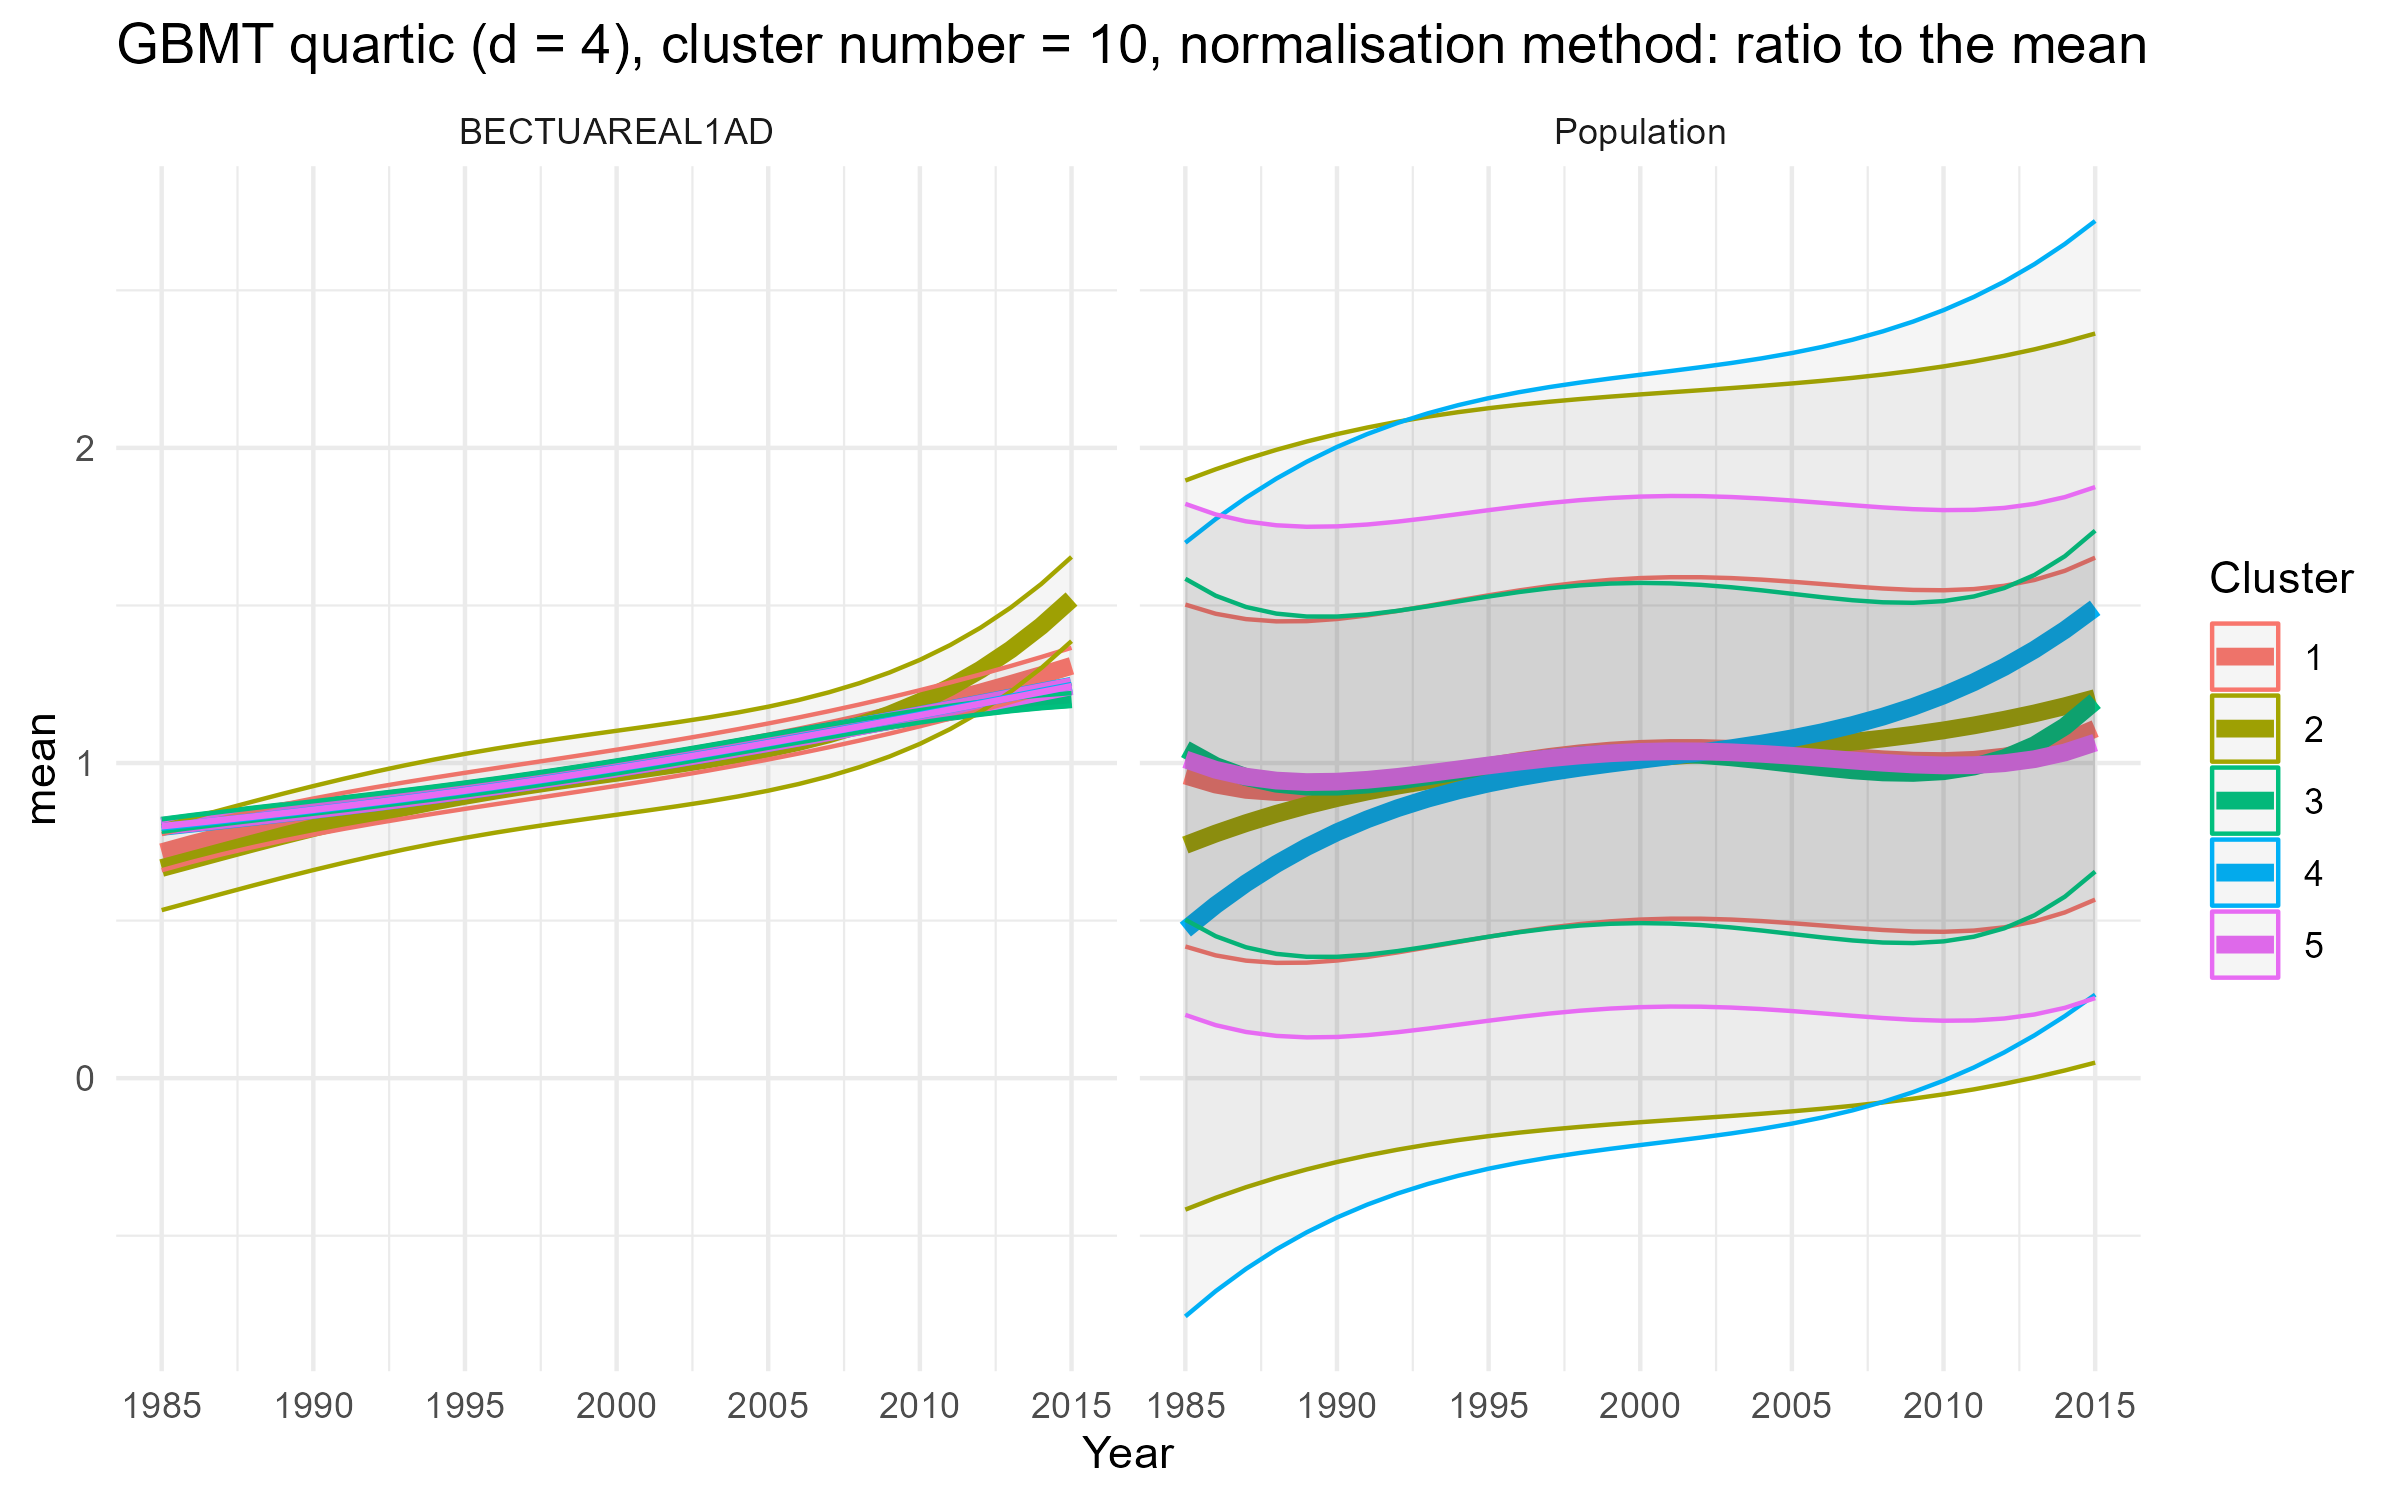 GBMT quartic (d = 4), cluster number = 10, normalisation method: ratio to the mean
BECTUAREAL1AD
Population
mean
2
1
0
1985 1990 1995 2000 2005 2010 2015
1985 1990 1995 2000 2005 2010 2015
Year
Cluster
1
2
3
4
5